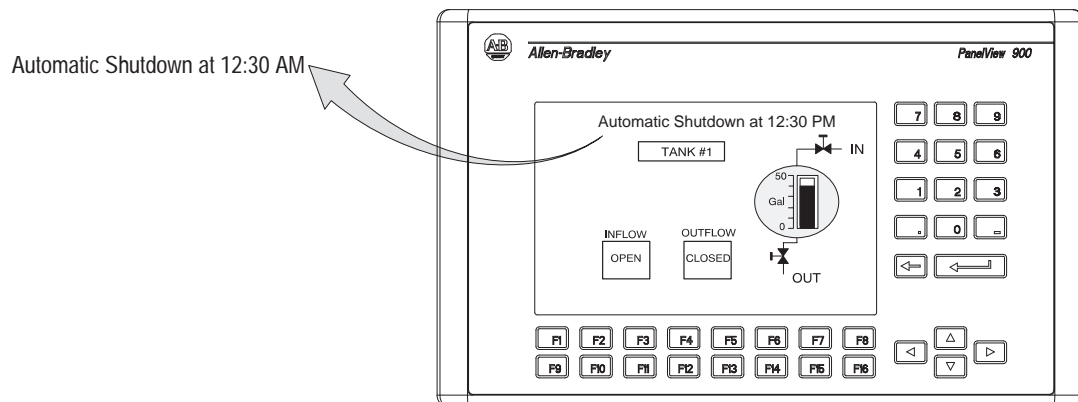 Automatic Shutdown at 12:30 AM
AB
Allen-Bradley
PanelView 900
Automatic Shutdown at 12:30 PM
TANK #1
IN
50
Gal
0
INFLOW
OUTFLOW
OPEN
CLOSED
OUT
7 8 9
4 5 6
1 2 3
. 0 –
F1 F2 F3 F4 F5 F6 F7 F8
F9 F10 F11 F12 F13 F14 F15 F16